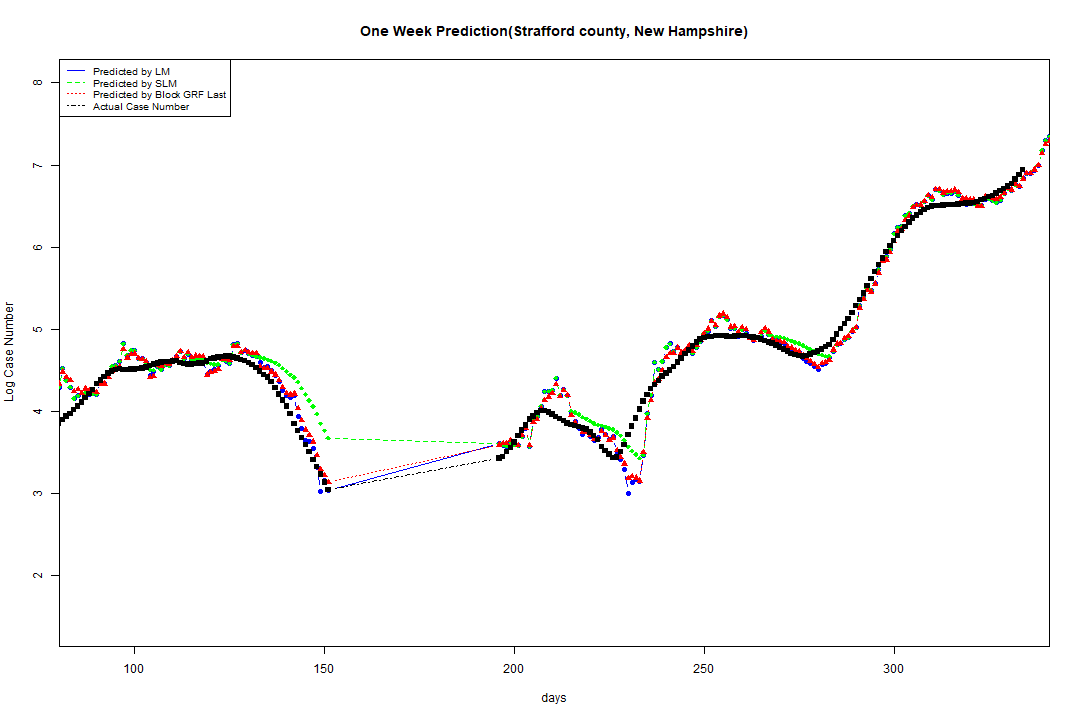 One Week Prediction(Strafford county, New Hampshire)
Predicted by LM
Predicted by SLM
Predicted by Block GRF Last
Actual Case Number
8
7
6
5
4
3
2
Log Case Number
100 150 200 250 300
days